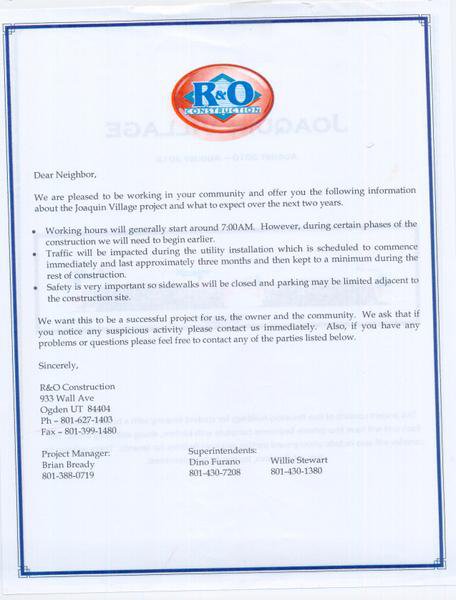 R&O
CONSTRUCTION
Dear Neighbor,
We are pleased to be working in your community and offer you the following information
about the Joaquin Village project and what to expect over the next two years.
• Working hours will generally start around 7:00AM. However, during certain phases of the
construction we will need to begin earlier.
• Traffic will be impacted during the utility installation which is scheduled to commence
immediately and last approximately three months and then kept to a minimum during the
rest of construction.
• Safety is very important so sidewalks will be closed and parking may be limited adjacent to
the construction site.
We want this to be a successful project for us, the owner and the community. We ask that if
you notice any suspicious activity please contact us immediately. Also, if you have any
problems or questions please feel free to contact any of the parties listed below.
Sincerely,
R&O Construction
933 Wall Ave
Ogden UT 84404
Ph – 801-627-1403
Fax – 801-399-1480
Project Manager:
Brian Bready
801-388-0719
Superintendents:
Dino Furano Willie Stewart
801-430-7208 801-430-1380